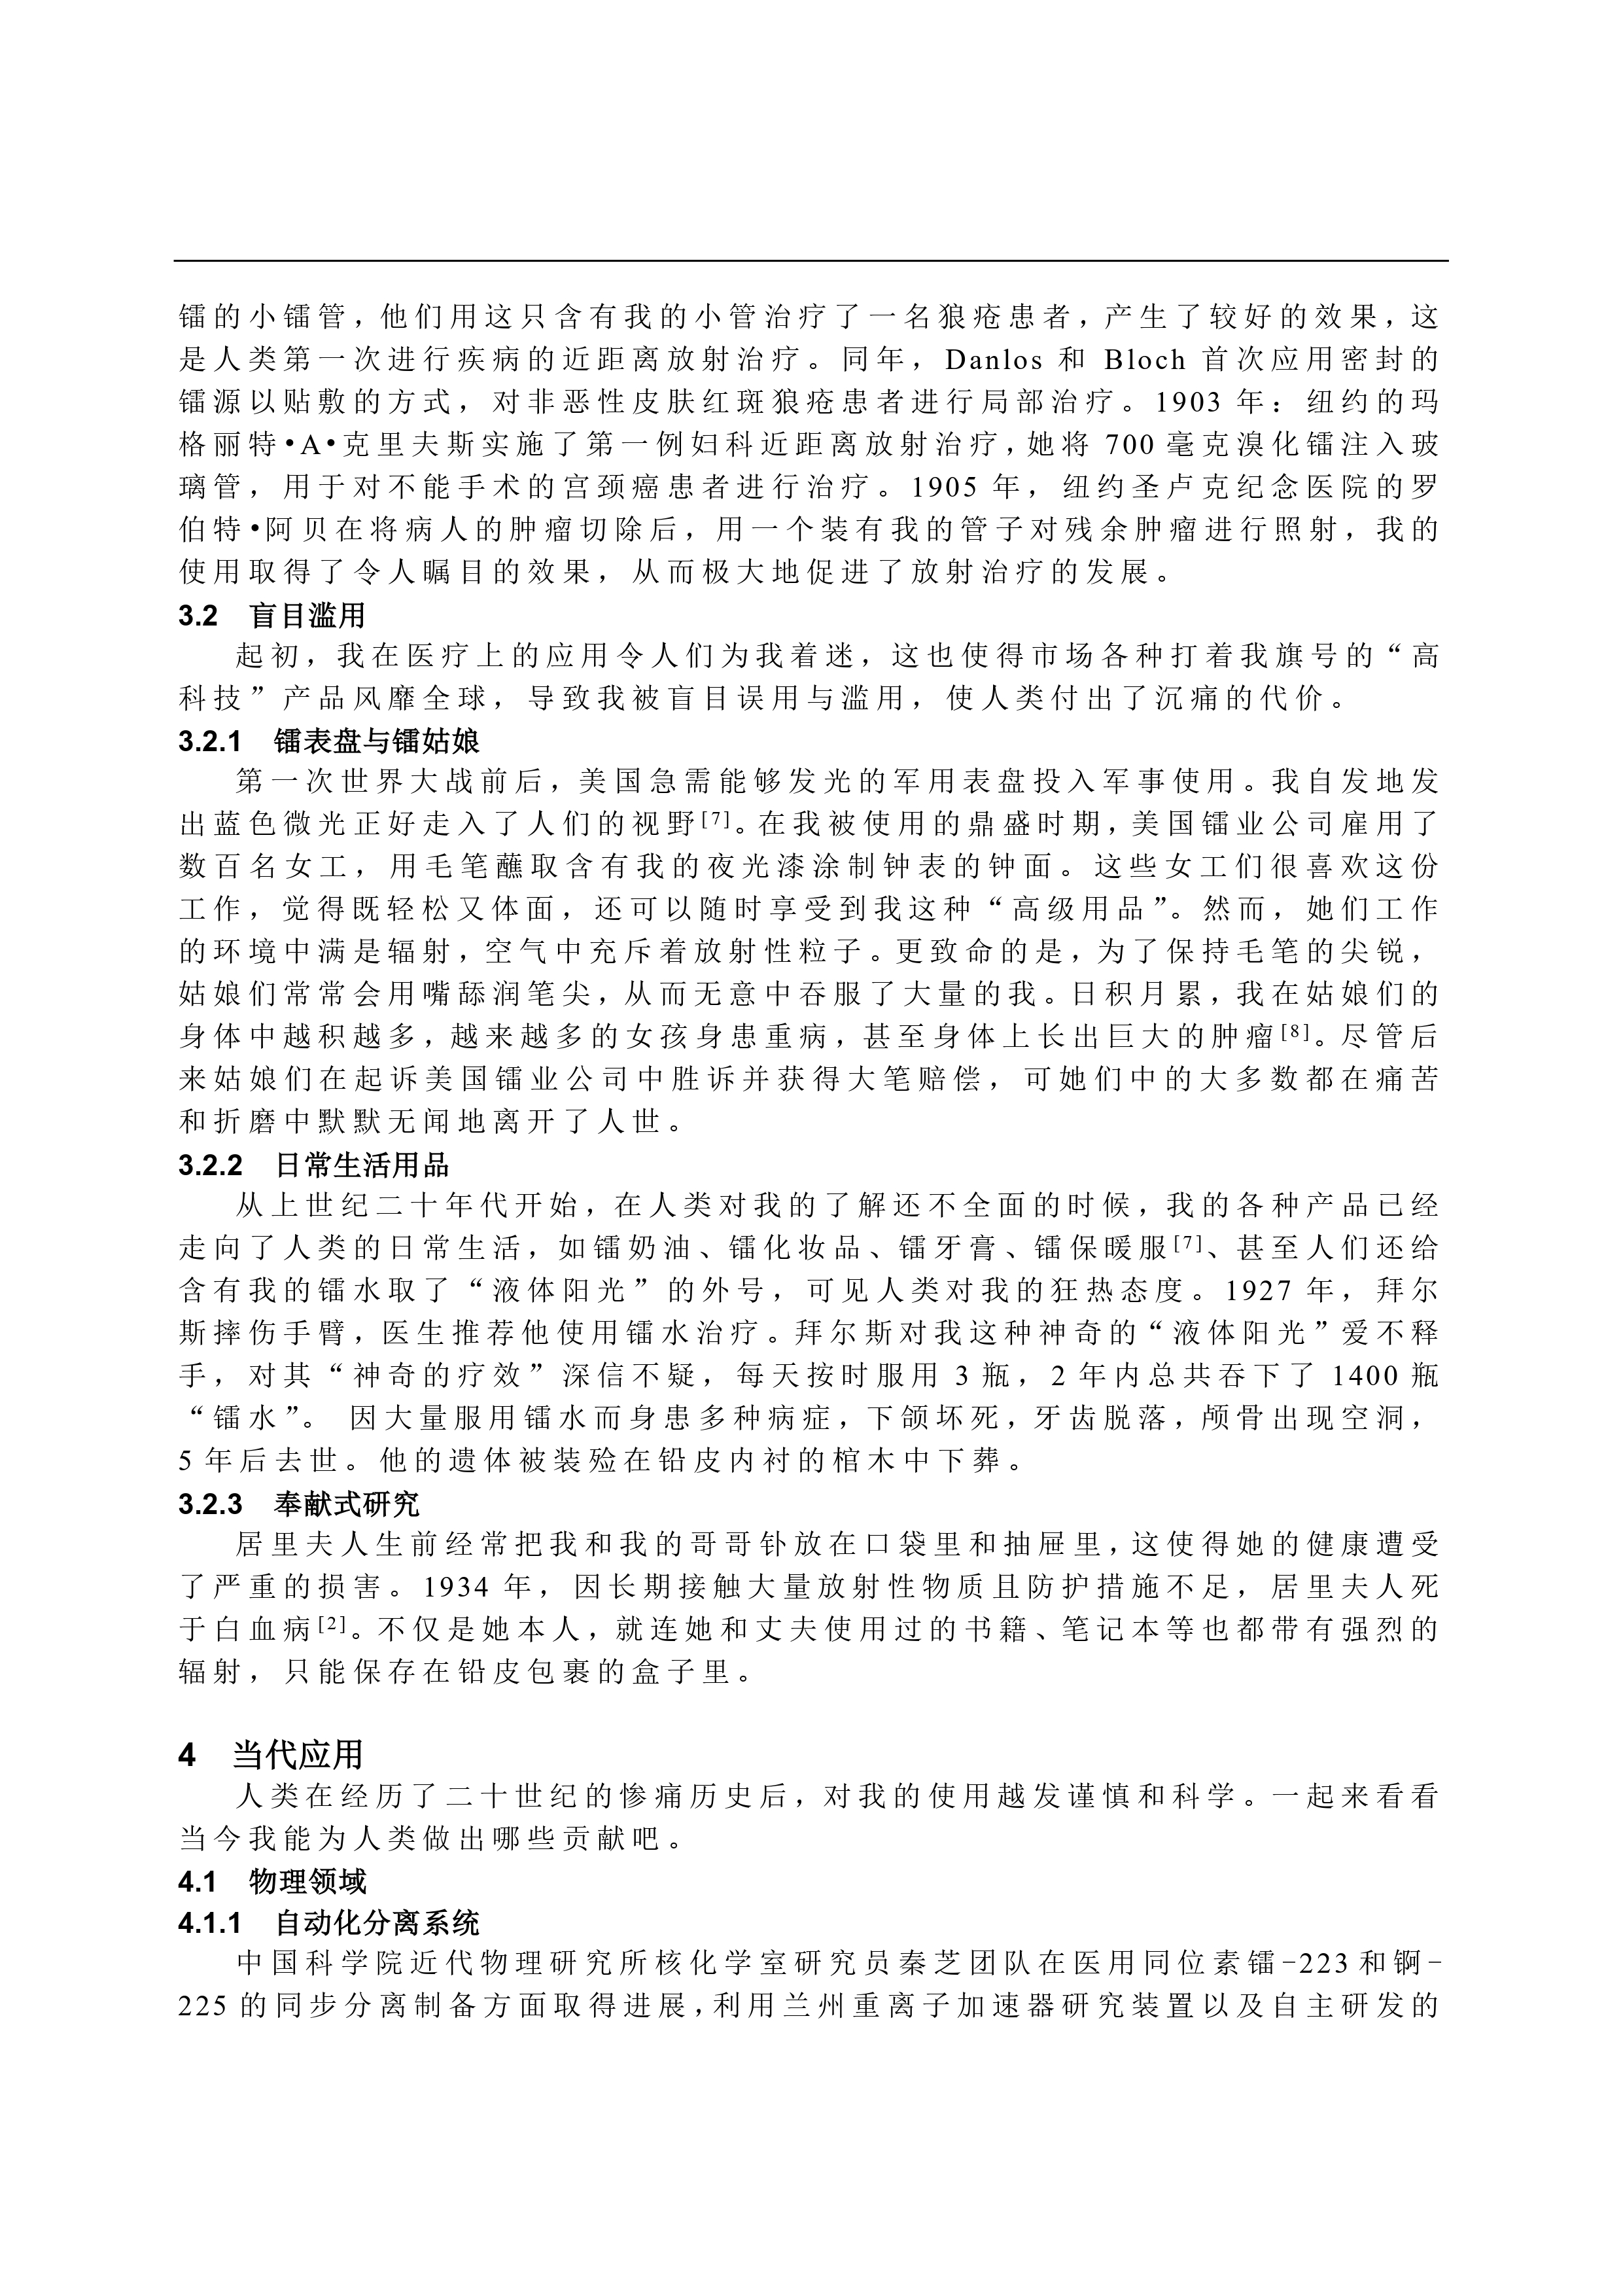 镭的小镭管，他们用这只含有我的小管治疗了一名狼疮患者，产生了较好的效果，这
是人类第一次进行疾病的近距离放射治疗。同年，Danlos 和 Bloch 首次应用密封的
镭源以贴敷的方式，对非恶性皮肤红斑狼疮患者进行局部治疗。1903 年：纽约的玛
格丽特•A•克里夫斯实施了第一例妇科近距离放射治疗，她将 700 毫克溴化镭注入玻
璃管，用于对不能手术的宫颈癌患者进行治疗。1905 年，纽约圣卢克纪念医院的罗
伯特•阿贝在将病人的肿瘤切除后，用一个装有我的管子对残余肿瘤进行照射，我的
使用取得了令人瞩目的效果，从而极大地促进了放射治疗的发展。
3.2 盲目滥用
起初，我在医疗上的应用令人们为我着迷，这也使得市场各种打着我旗号的“高
科技”产品风靡全球，导致我被盲目误用与滥用，使人类付出了沉痛的代价。
3.2.1 镭表盘与镭姑娘
第一次世界大战前后，美国急需能够发光的军用表盘投入军事使用。我自发地发
出蓝色微光正好走入了人们的视野[7]。在我被使用的鼎盛时期，美国镭业公司雇用了
数百名女工，用毛笔蘸取含有我的夜光漆涂制钟表的钟面。这些女工们很喜欢这份
工作，觉得既轻松又体面，还可以随时享受到我这种“高级用品”。然而，她们工作
的环境中满是辐射，空气中充斥着放射性粒子。更致命的是，为了保持毛笔的尖锐，
姑娘们常常会用嘴舔润笔尖，从而无意中吞服了大量的我。日积月累，我在姑娘们的
身体中越积越多，越来越多的女孩身患重病，甚至身体上长出巨大的肿瘤[8]。尽管后
来姑娘们在起诉美国镭业公司中胜诉并获得大笔赔偿，可她们中的大多数都在痛苦
和折磨中默默无闻地离开了人世。
3.2.2 日常生活用品
从上世纪二十年代开始，在人类对我的了解还不全面的时候，我的各种产品已经
走向了人类的日常生活，如镭奶油、镭化妆品、镭牙膏、镭保暖服[7]、甚至人们还给
含有我的镭水取了“液体阳光”的外号，可见人类对我的狂热态度。1927 年，拜尔
斯摔伤手臂，医生推荐他使用镭水治疗。拜尔斯对我这种神奇的“液体阳光”爱不释
手，对其“神奇的疗效”深信不疑，每天按时服用 3 瓶，2 年内总共吞下了 1400 瓶
“镭水”。 因大量服用镭水而身患多种病症，下颌坏死，牙齿脱落，颅骨出现空洞，
5 年后去世。他的遗体被装殓在铅皮内衬的棺木中下葬。
3.2.3 奉献式研究
居里夫人生前经常把我和我的哥哥钋放在口袋里和抽屉里，这使得她的健康遭受
了严重的损害。1934 年，因长期接触大量放射性物质且防护措施不足，居里夫人死
于白血病[2]。不仅是她本人，就连她和丈夫使用过的书籍、笔记本等也都带有强烈的
辐射，只能保存在铅皮包裹的盒子里。
4 当代应用
人类在经历了二十世纪的惨痛历史后，对我的使用越发谨慎和科学。一起来看看
当今我能为人类做出哪些贡献吧。
4.1 物理领域
4.1.1 自动化分离系统
中国科学院近代物理研究所核化学室研究员秦芝团队在医用同位素镭-223 和锕-
225 的同步分离制备方面取得进展，利用兰州重离子加速器研究装置以及自主研发的